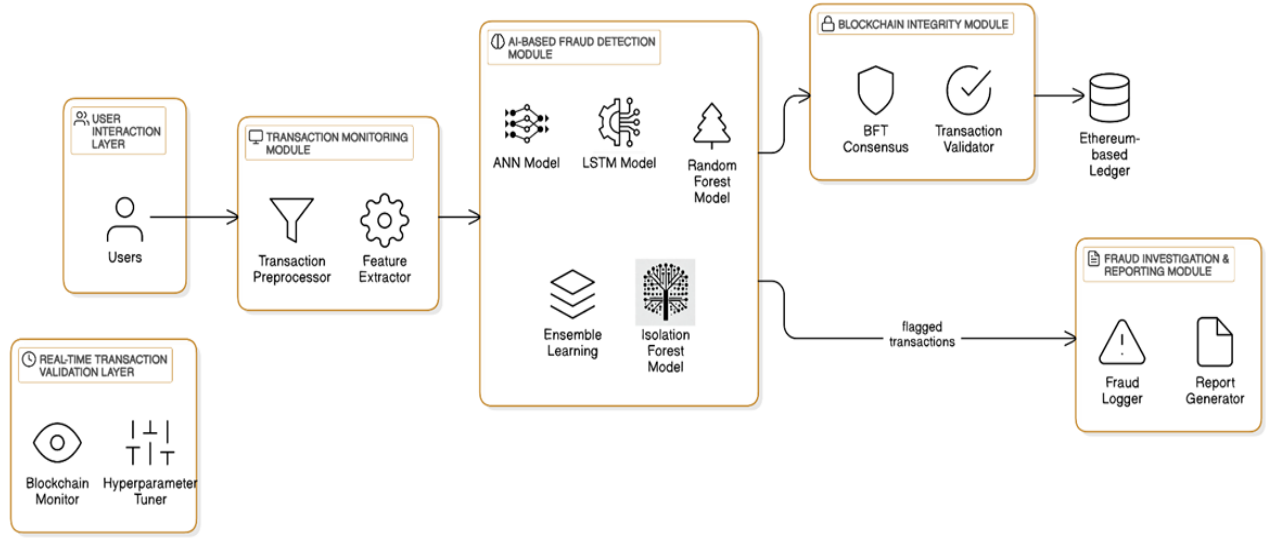 USER
INTERACTION
LAYER
Users
TRANSACTION MONITORING
MODULE
Transaction
Preprocessor
Feature
Extractor
AI-BASED FRAUD DETECTION
MODULE
ANN Model
LSTM Model
Random
Forest
Model
Ensemble
Learning
Isolation
Forest
Model
BLOCKCHAIN INTEGRITY MODULE
BFT
Consensus
Transaction
Validator
Ethereum-
based
Ledger
flagged
transactions
FRAUD INVESTIGATION &
REPORTING MODULE
Fraud
Logger
Report
Generator
REAL-TIME TRANSACTION
VALIDATION LAYER
Blockchain
Monitor
Hyperparameter
Tuner